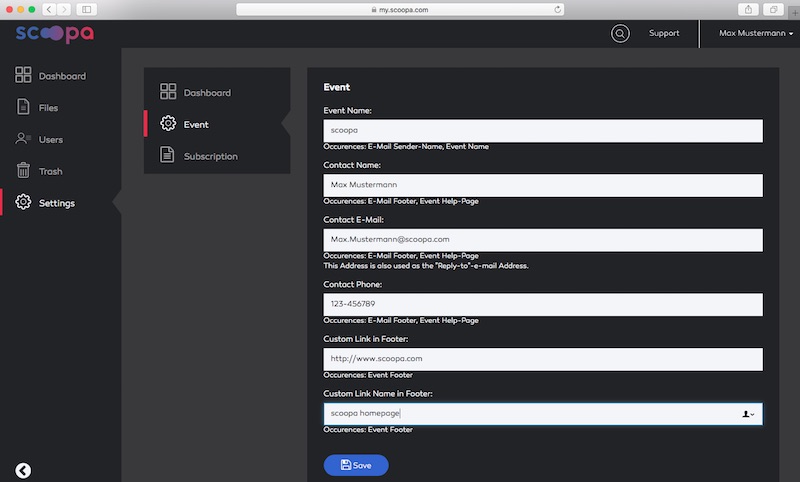 my.scoopa.com
scoopa
Support
Max Mustermann
Dashboard
Files
Users
Trash
Settings
Dashboard
Event
Subscription
Event
Event Name:
scoopa
Occurences: E-Mail Sender-Name, Event Name
Contact Name:
Max Mustermann
Occurences: E-Mail Footer, Event Help-Page
Contact E-Mail:
Max.Mustermann@scoopa.com
Occurences: E-Mail Footer, Event Help-Page
This Address is also used as the "Reply-to"-e-mail Address.
Contact Phone:
123-456789
Occurences: E-Mail Footer, Event Help-Page
Custom Link in Footer:
http://www.scoopa.com
Occurences: Event Footer
Custom Link Name in Footer:
scoopa homepage
Occurences: Event Footer
Save